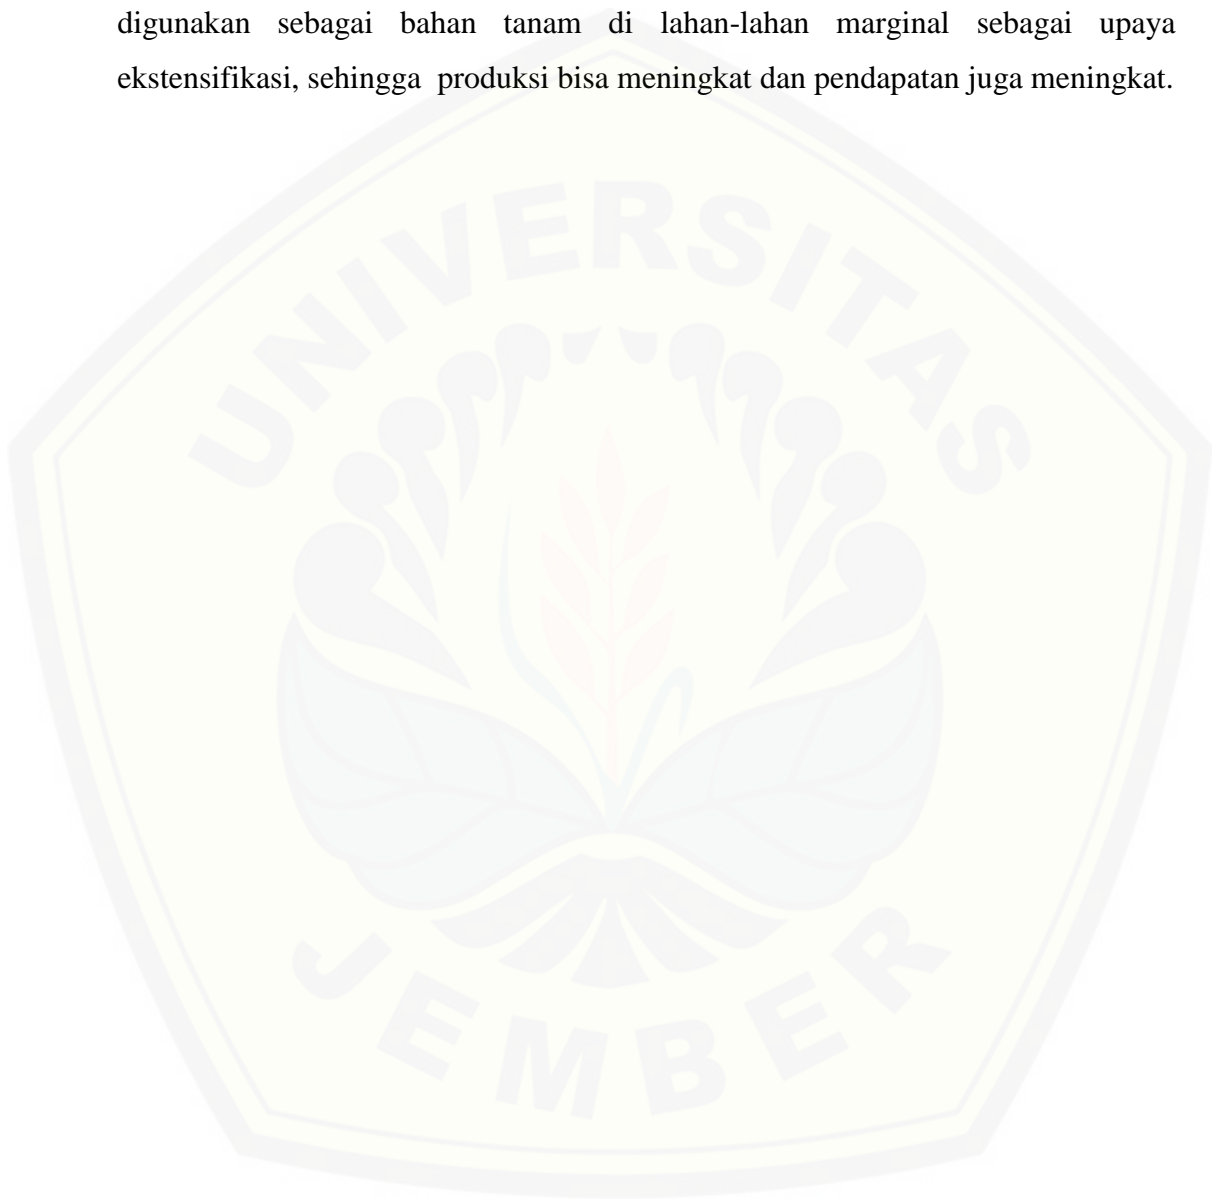 digunakan sebagai bahan tanam di lahan-lahan marginal sebagai upaya
ekstensifikasi, sehingga produksi bisa meningkat dan pendapatan juga meningkat.
UNIVERSITAS
JEMBER